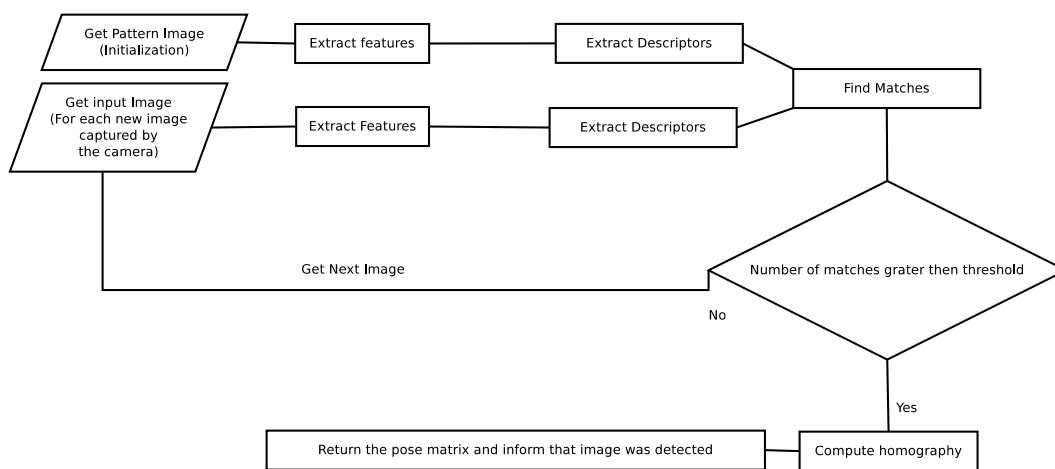 Get Pattern Image
(Initialization)
Extract features
Extract Descriptors
Find Matches
Get input Image
(For each new image
captured by
the camera)
Extract Features
Extract Descriptors
Get Next Image
Number of matches grater then threshold
No
Yes
Return the pose matrix and inform that image was detected
Compute homography